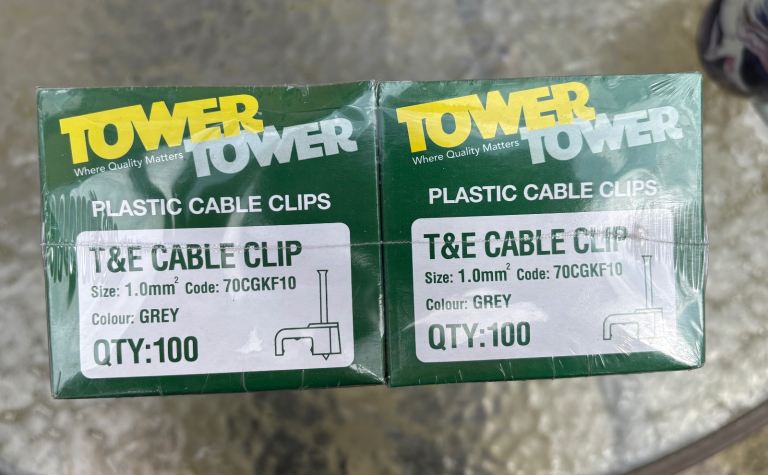 TOWER
TOWER
Where Quality Matters
PLASTIC CABLE CLIPS
T&E CABLE CLIP
Size: 1.0mm² Code: 70CGKF10
Colour: GREY
QTY:100
TOWER
TOWER
Where Quality Matters
PLASTIC CABLE CLIPS
T&E CABLE CLIP
Size: 1.0mm² Code: 70CGKF10
Colour: GREY
QTY:100